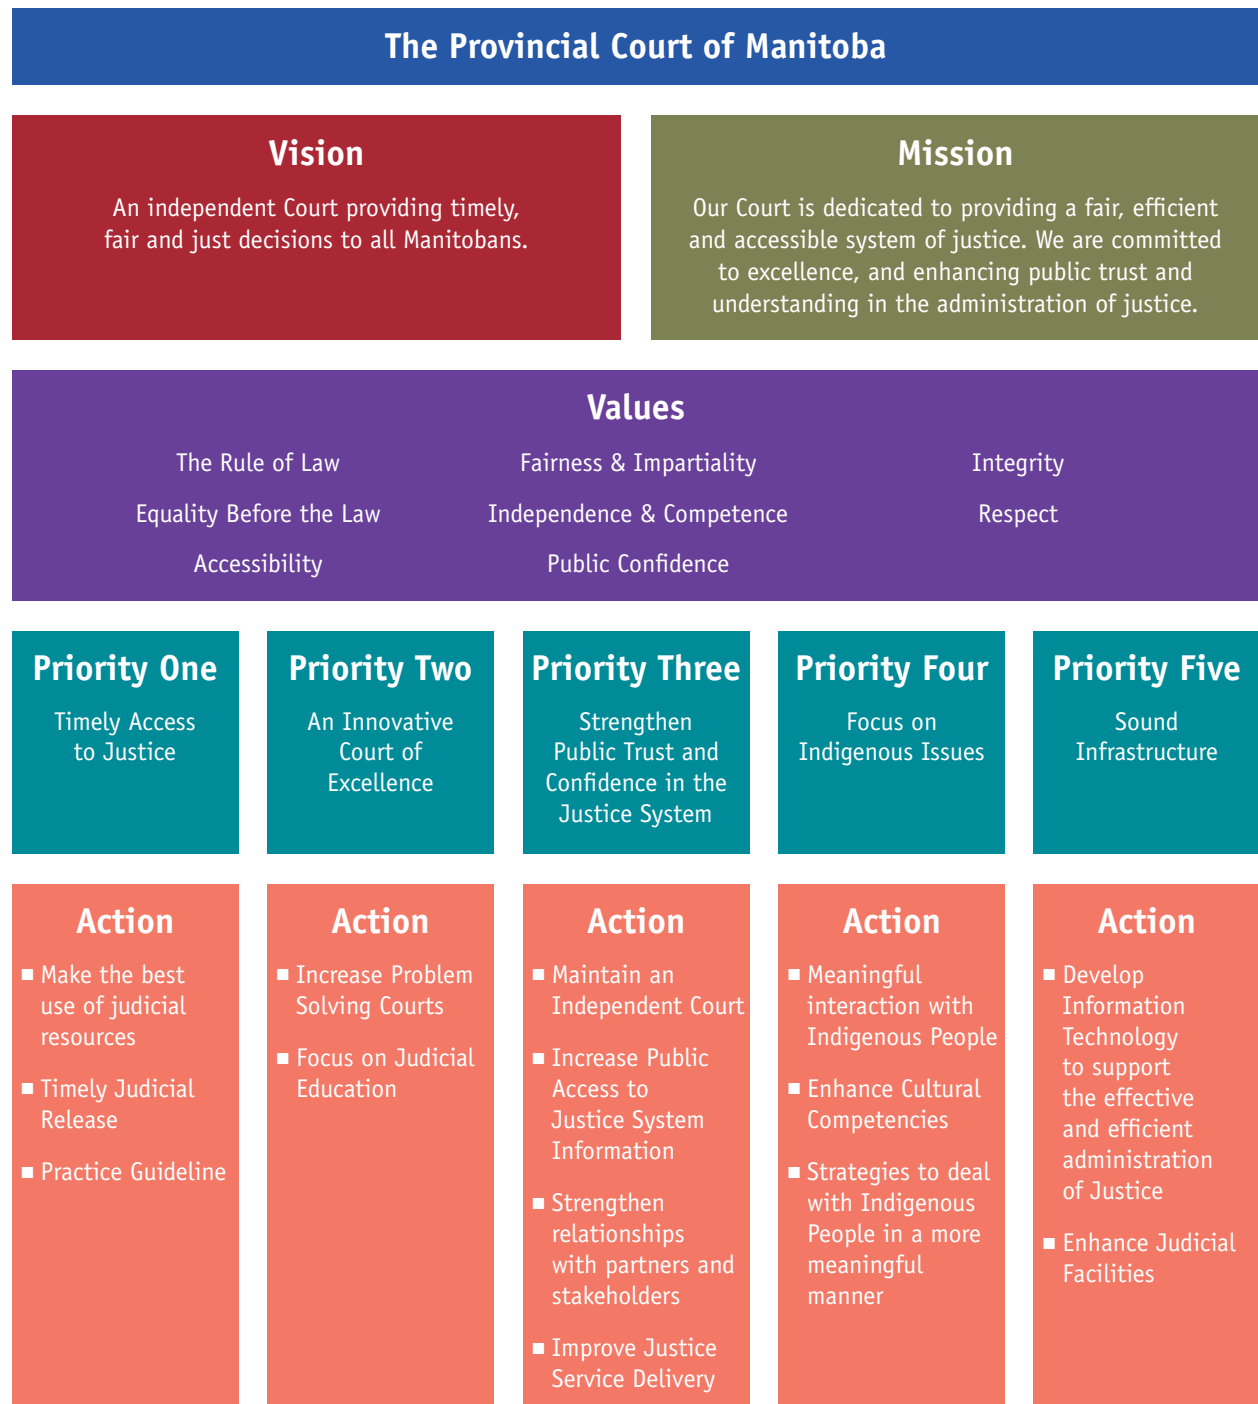 The Provincial Court of Manitoba
Vision
An independent Court providing timely,
fair and just decisions to all Manitobans.
Mission
Our Court is dedicated to providing a fair, efficient
and accessible system of justice. We are committed
to excellence, and enhancing public trust and
understanding in the administration of justice.
Values
The Rule of Law
Fairness & Impartiality
Integrity
Equality Before the Law
Independence & Competence
Respect
Accessibility
Public Confidence
Priority One
Timely Access
to Justice
Priority Two
An Innovative
Court of
Excellence
Priority Three
Strengthen
Public Trust and
Confidence in the
Justice System
Priority Four
Focus on
Indigenous Issues
Priority Five
Sound
Infrastructure
Action
■ Make the best
use of judicial
resources
■ Timely Judicial
Release
■ Practice Guideline
Action
■ Increase Problem
Solving Courts
■ Focus on Judicial
Education
Action
■ Maintain an
Independent Court
■ Increase Public
Access to
Justice System
Information
■ Strengthen
relationships
with partners and
stakeholders
■ Improve Justice
Service Delivery
Action
■ Meaningful
interaction with
Indigenous People
■ Enhance Cultural
Competencies
■ Strategies to deal
with Indigenous
People in a more
meaningful
manner
Action
■ Develop
Information
Technology
to support
the effective
and efficient
administration
of Justice
■ Enhance Judicial
Facilities